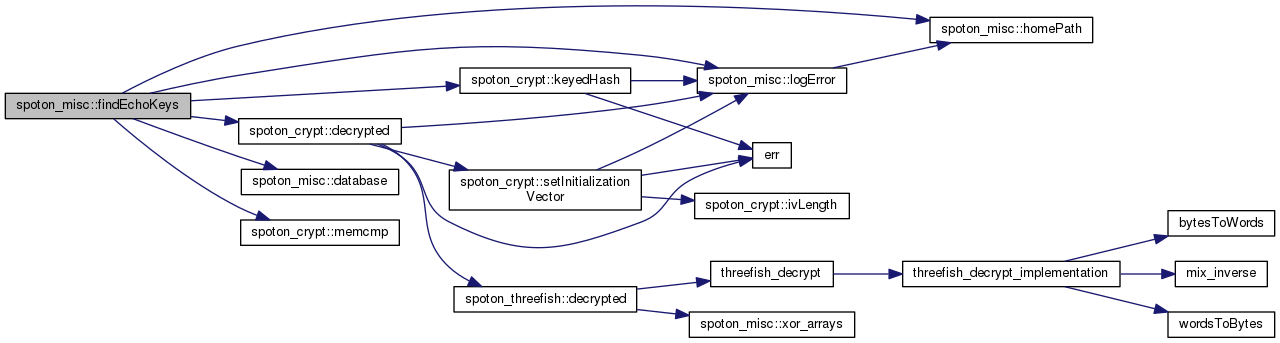 spoton_misc::homePath
spoton_crypt::keyedHash
spoton_misc::logError
spoton_misc::findEchoKeys
spoton_crypt::decrypted
err
spoton_misc::database
spoton_crypt::setInitialization
Vector
spoton_crypt::ivLength
spoton_crypt::memcmp
bytesToWords
threefish_decrypt
threefish_decrypt_implementation
mix_inverse
spoton_threefish::decrypted
spoton_misc::xor_arrays
wordsToBytes